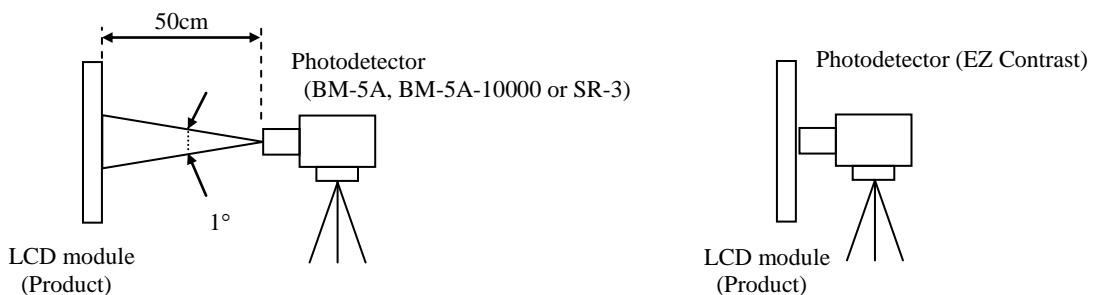 50cm
Photodetector
(BM-5A, BM-5A-10000 or SR-3)
1°
LCD module
(Product)
Photodetector (EZ Contrast)
LCD module
(Product)